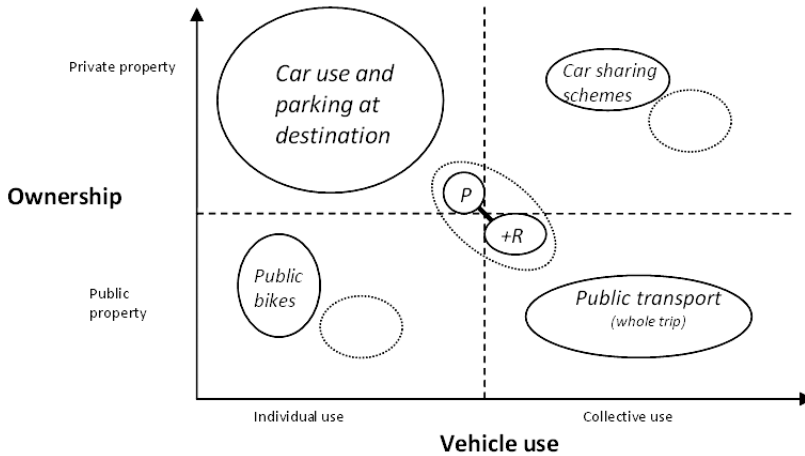 Private property
Car use and
parking at
destination
Car sharing
schemes
Ownership
P
+R
Public
property
Public
bikes
Public transport
(whole trip)
Individual use
Collective use
Vehicle use